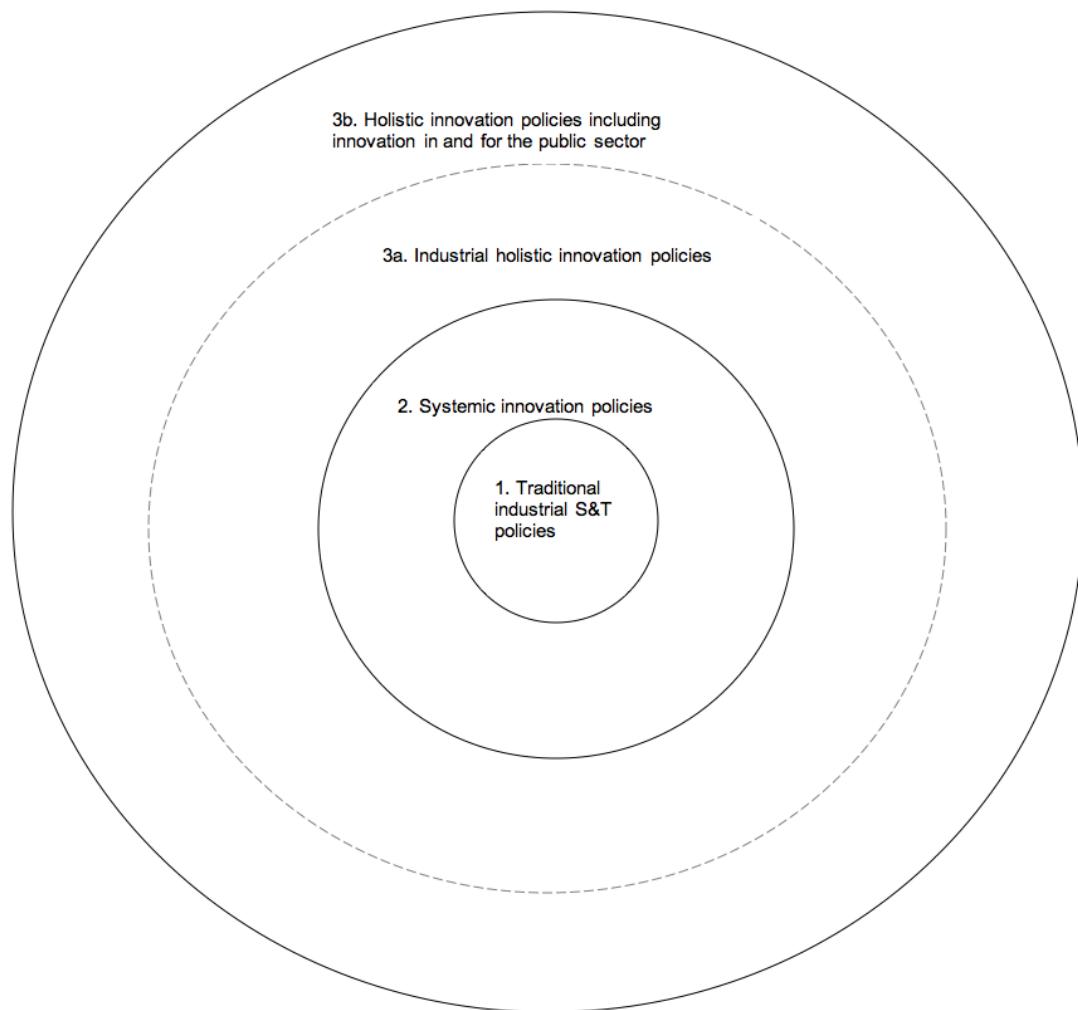 3b. Holistic innovation policies including
innovation in and for the public sector
3a. Industrial holistic innovation policies
2. Systemic innovation policies
1. Traditional
industrial S&T
policies